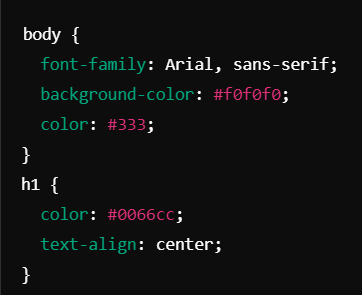 body {
  font-family: Arial, sans-serif;
  background-color: #f0f0f0;
  color: #333;
}
h1 {
  color: #0066cc;
  text-align: center;
}